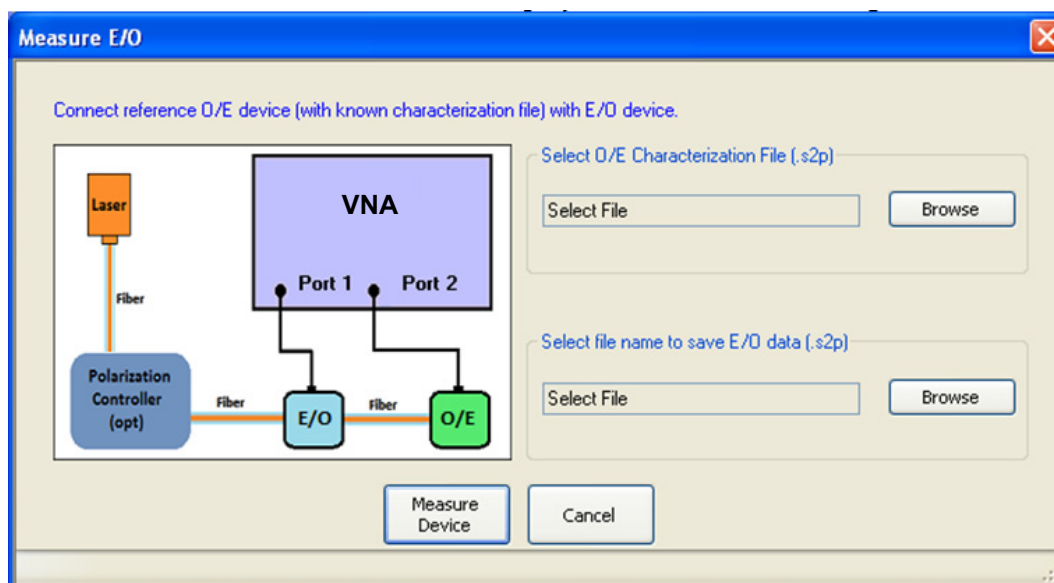 Measure E/O
Connect reference O/E device (with known characterization file) with E/O device.
Laser
Fiber
Polarization
Controller
(opt)
Fiber
VNA
Port 1
Port 2
E/O
Fiber
O/E
Select O/E Characterization File (.s2p)
Select File
Browse
Select file name to save E/O data (.s2p)
Select File
Browse
Measure
Device
Cancel